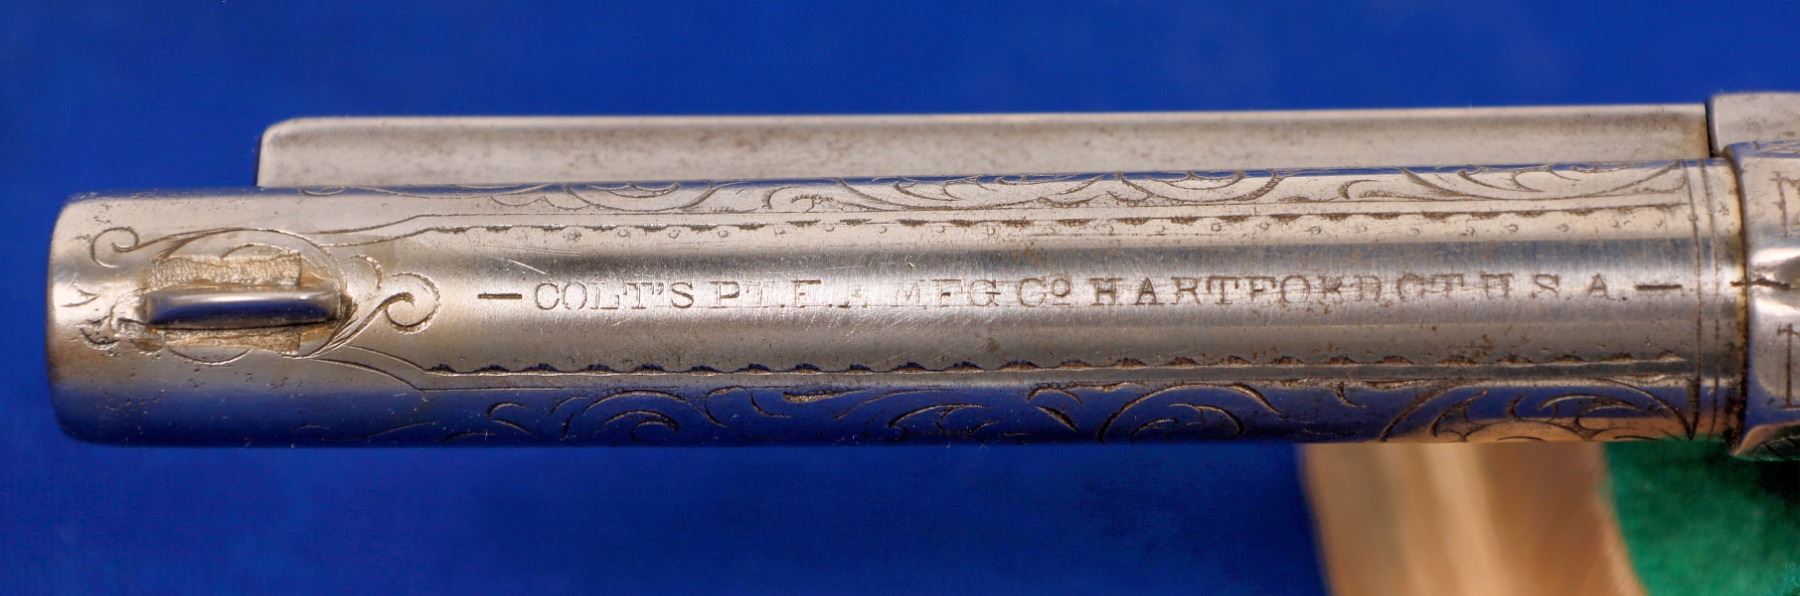 — COLT'S PT. F. A. MFG Co HARTFORD CT. U.S.A. —